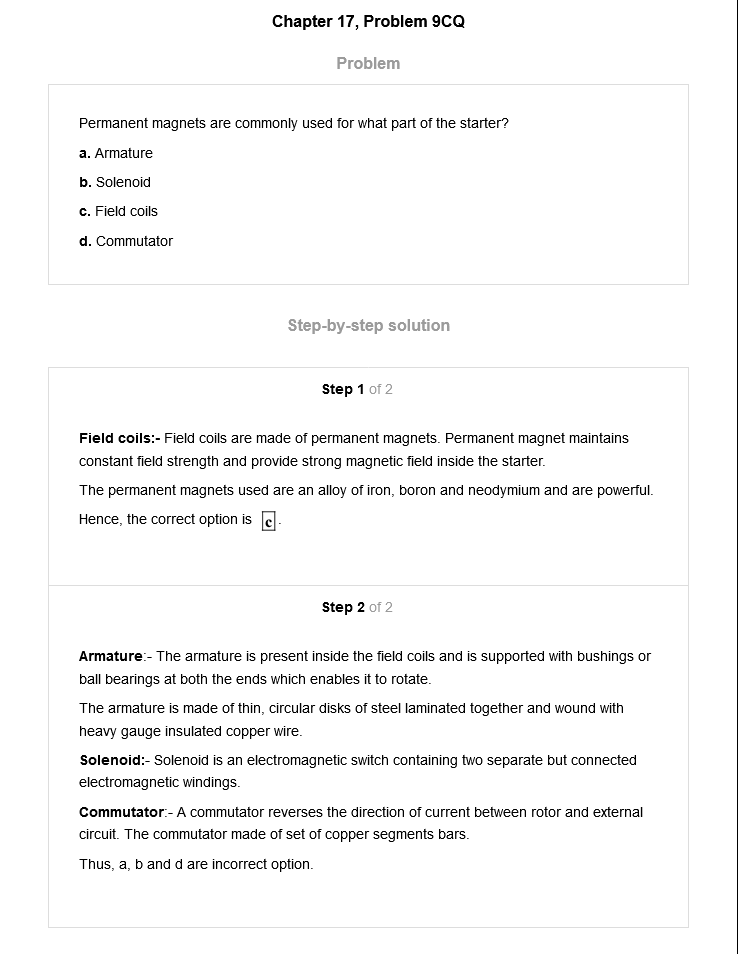 Chapter 17, Problem 9CQ
Problem
Permanent magnets are commonly used for what part of the starter?
a. Armature
b. Solenoid
c. Field coils
d. Commutator
Step-by-step solution
Step 1 of 2
Field coils:- Field coils are made of permanent magnets. Permanent magnet maintains
constant field strength and provide strong magnetic field inside the starter.
The permanent magnets used are an alloy of iron, boron and neodymium and are powerful.
Hence, the correct option is c.
Step 2 of 2
Armature:- The armature is present inside the field coils and is supported with bushings or
ball bearings at both the ends which enables it to rotate.
The armature is made of thin, circular disks of steel laminated together and wound with
heavy gauge insulated copper wire.
Solenoid:- Solenoid is an electromagnetic switch containing two separate but connected
electromagnetic windings.
Commutator:- A commutator reverses the direction of current between rotor and external
circuit. The commutator made of set of copper segments bars.
Thus, a, b and d are incorrect option.